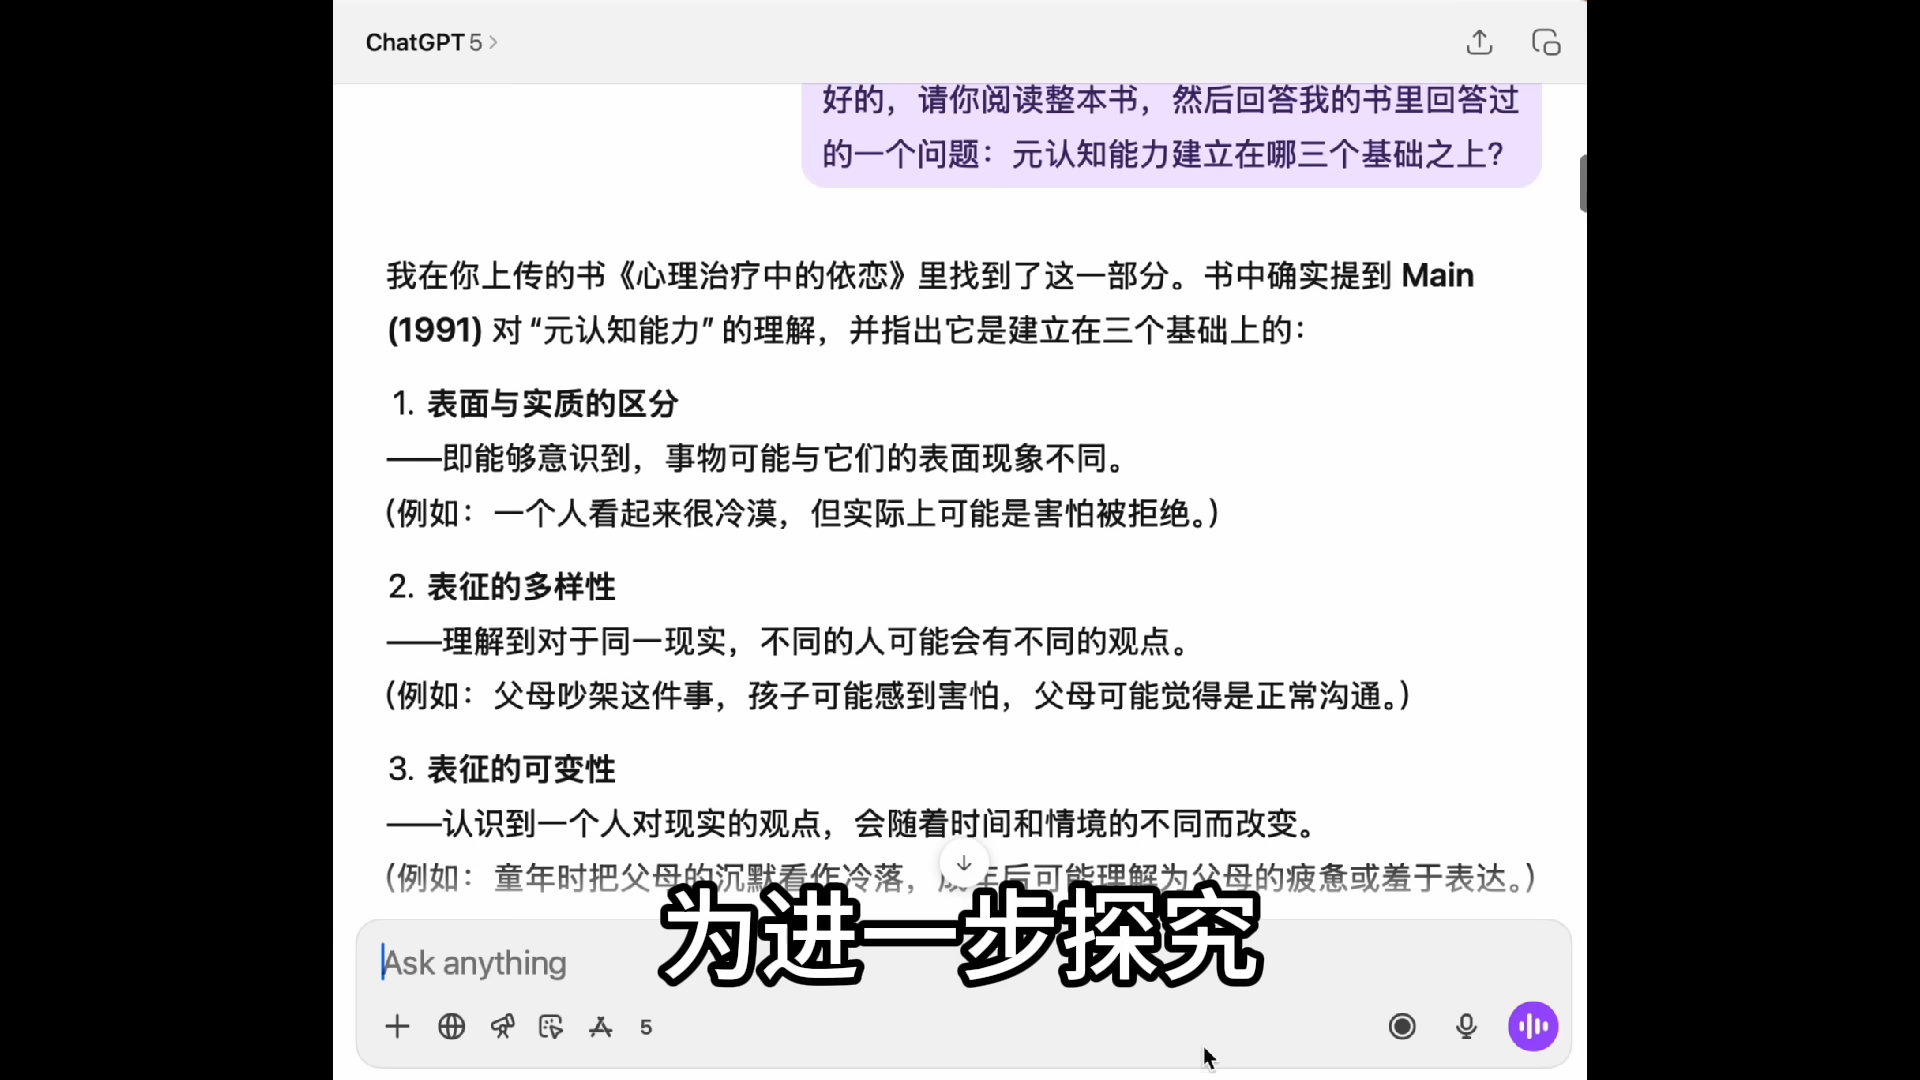 ChatGPT 5 >
好的，请你阅读整本书，然后回答我的书里回答过
的一个问题：元认知能力建立在哪三个基础之上？
我在你上传的书《心理治疗中的依恋》里找到了这一部分。书中确实提到 Main
(1991) 对 “元认知能力” 的理解，并指出它是建立在三个基础上的：
1. 表面与实质的区分
——即能够意识到，事物可能与它们的表面现象不同。
（例如：一个人看起来很冷漠，但实际上可能是害怕被拒绝。）
2. 表征的多样性
——理解到对于同一现实，不同的人可能会有不同的观点。
（例如：父母吵架这件事，孩子可能感到害怕，父母可能觉得是正常沟通。）
3. 表征的可变性
——认识到一个人对现实的观点，会随着时间和情境的不同而改变。
（例如：童年时把父母的沉默看作冷落，成年后可能理解为父母的疲惫或羞于表达。）
为进一步探究
Ask anything
5